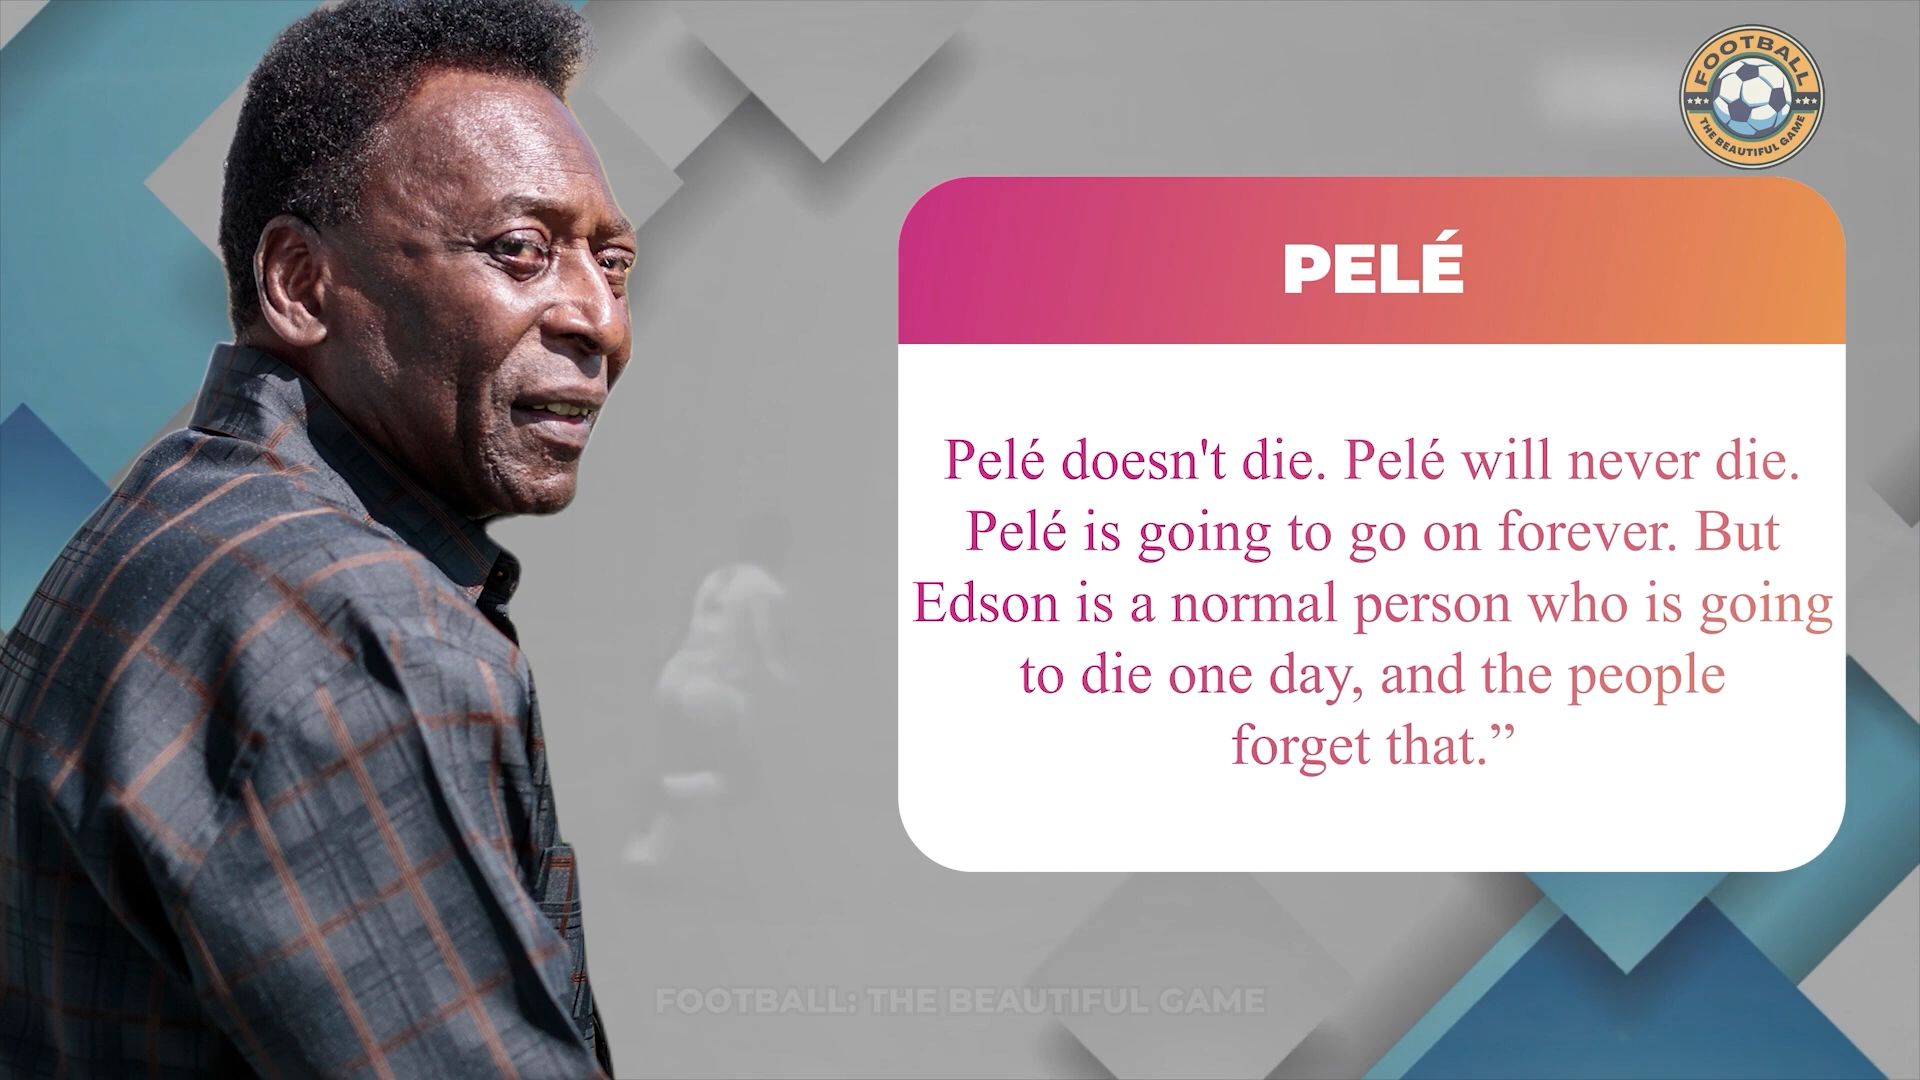 FOOTBALL
THE BEAUTIFUL GAME
PELÉ
Pelé doesn't die. Pelé will never die.
Pelé is going to go on forever. But
Edson is a normal person who is going
to die one day, and the people
forget that.”
FOOTBALL: THE BEAUTIFUL GAME